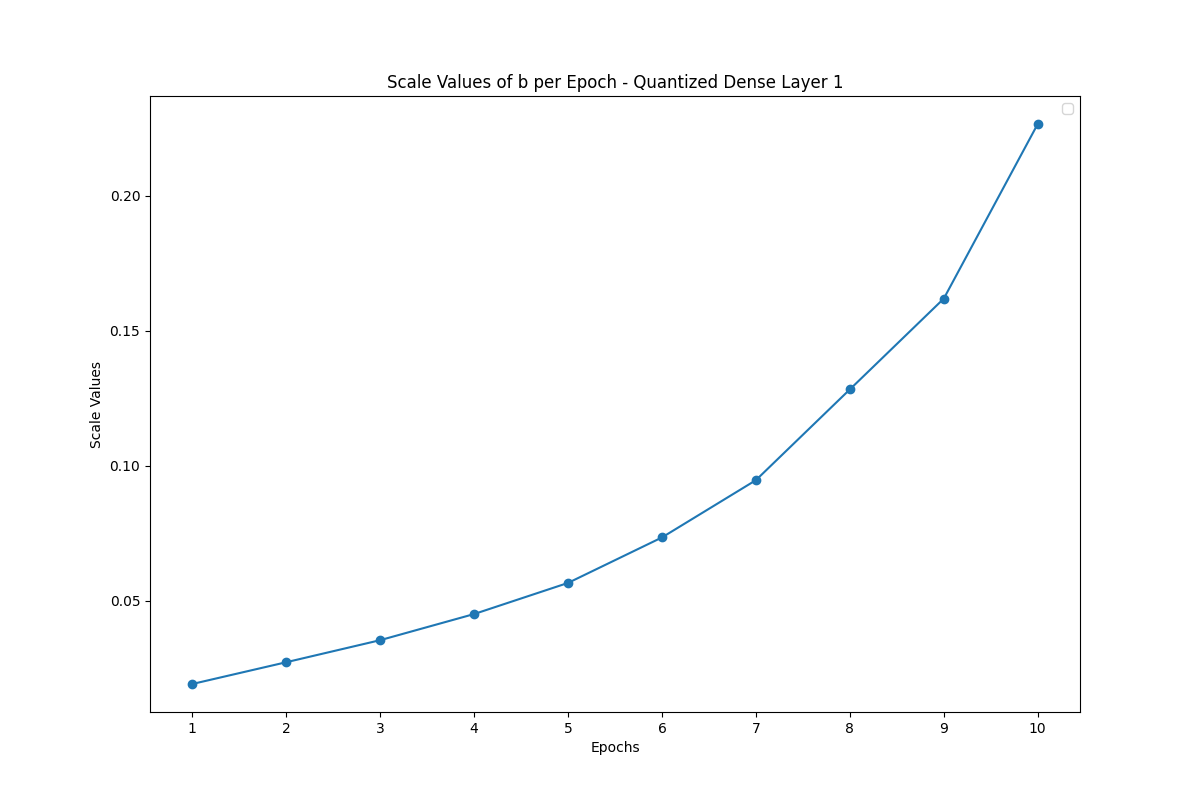 Scale Values of b per Epoch - Quantized Dense Layer 1
Scale Values
0.20
0.15
0.10
0.05
1 2 3 4 5 6 7 8 9 10
Epochs